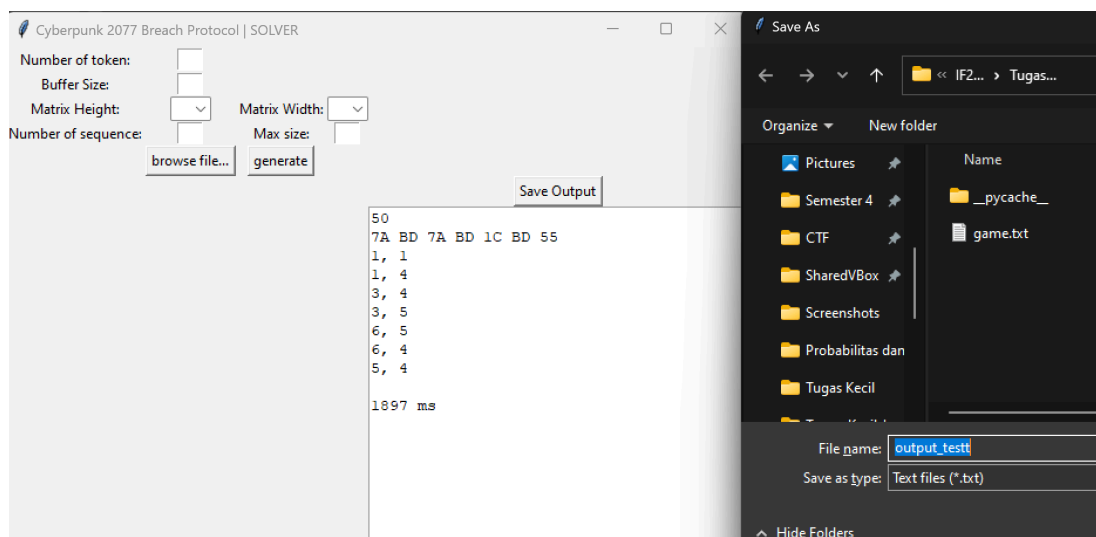 Cyberpunk 2077 Breach Protocol | SOLVER
Number of token:
Buffer Size:
Matrix Height: Matrix Width:
Number of sequence: Max size:
browse file... generate
Save Output
50
7A BD 7A BD 1C BD 55
1, 1
1, 4
3, 4
3, 5
6, 5
6, 4
5, 4
1897 ms
Save As
« IF2... › Tugas...
Organize New folder
Name
Pictures
Semester 4
CTF
SharedVBox
Screenshots
Probabilitas dan
Tugas Kecil
__pycache__
game.txt
File name: output_testt
Save as type: Text files (*.txt)
Hide Folders